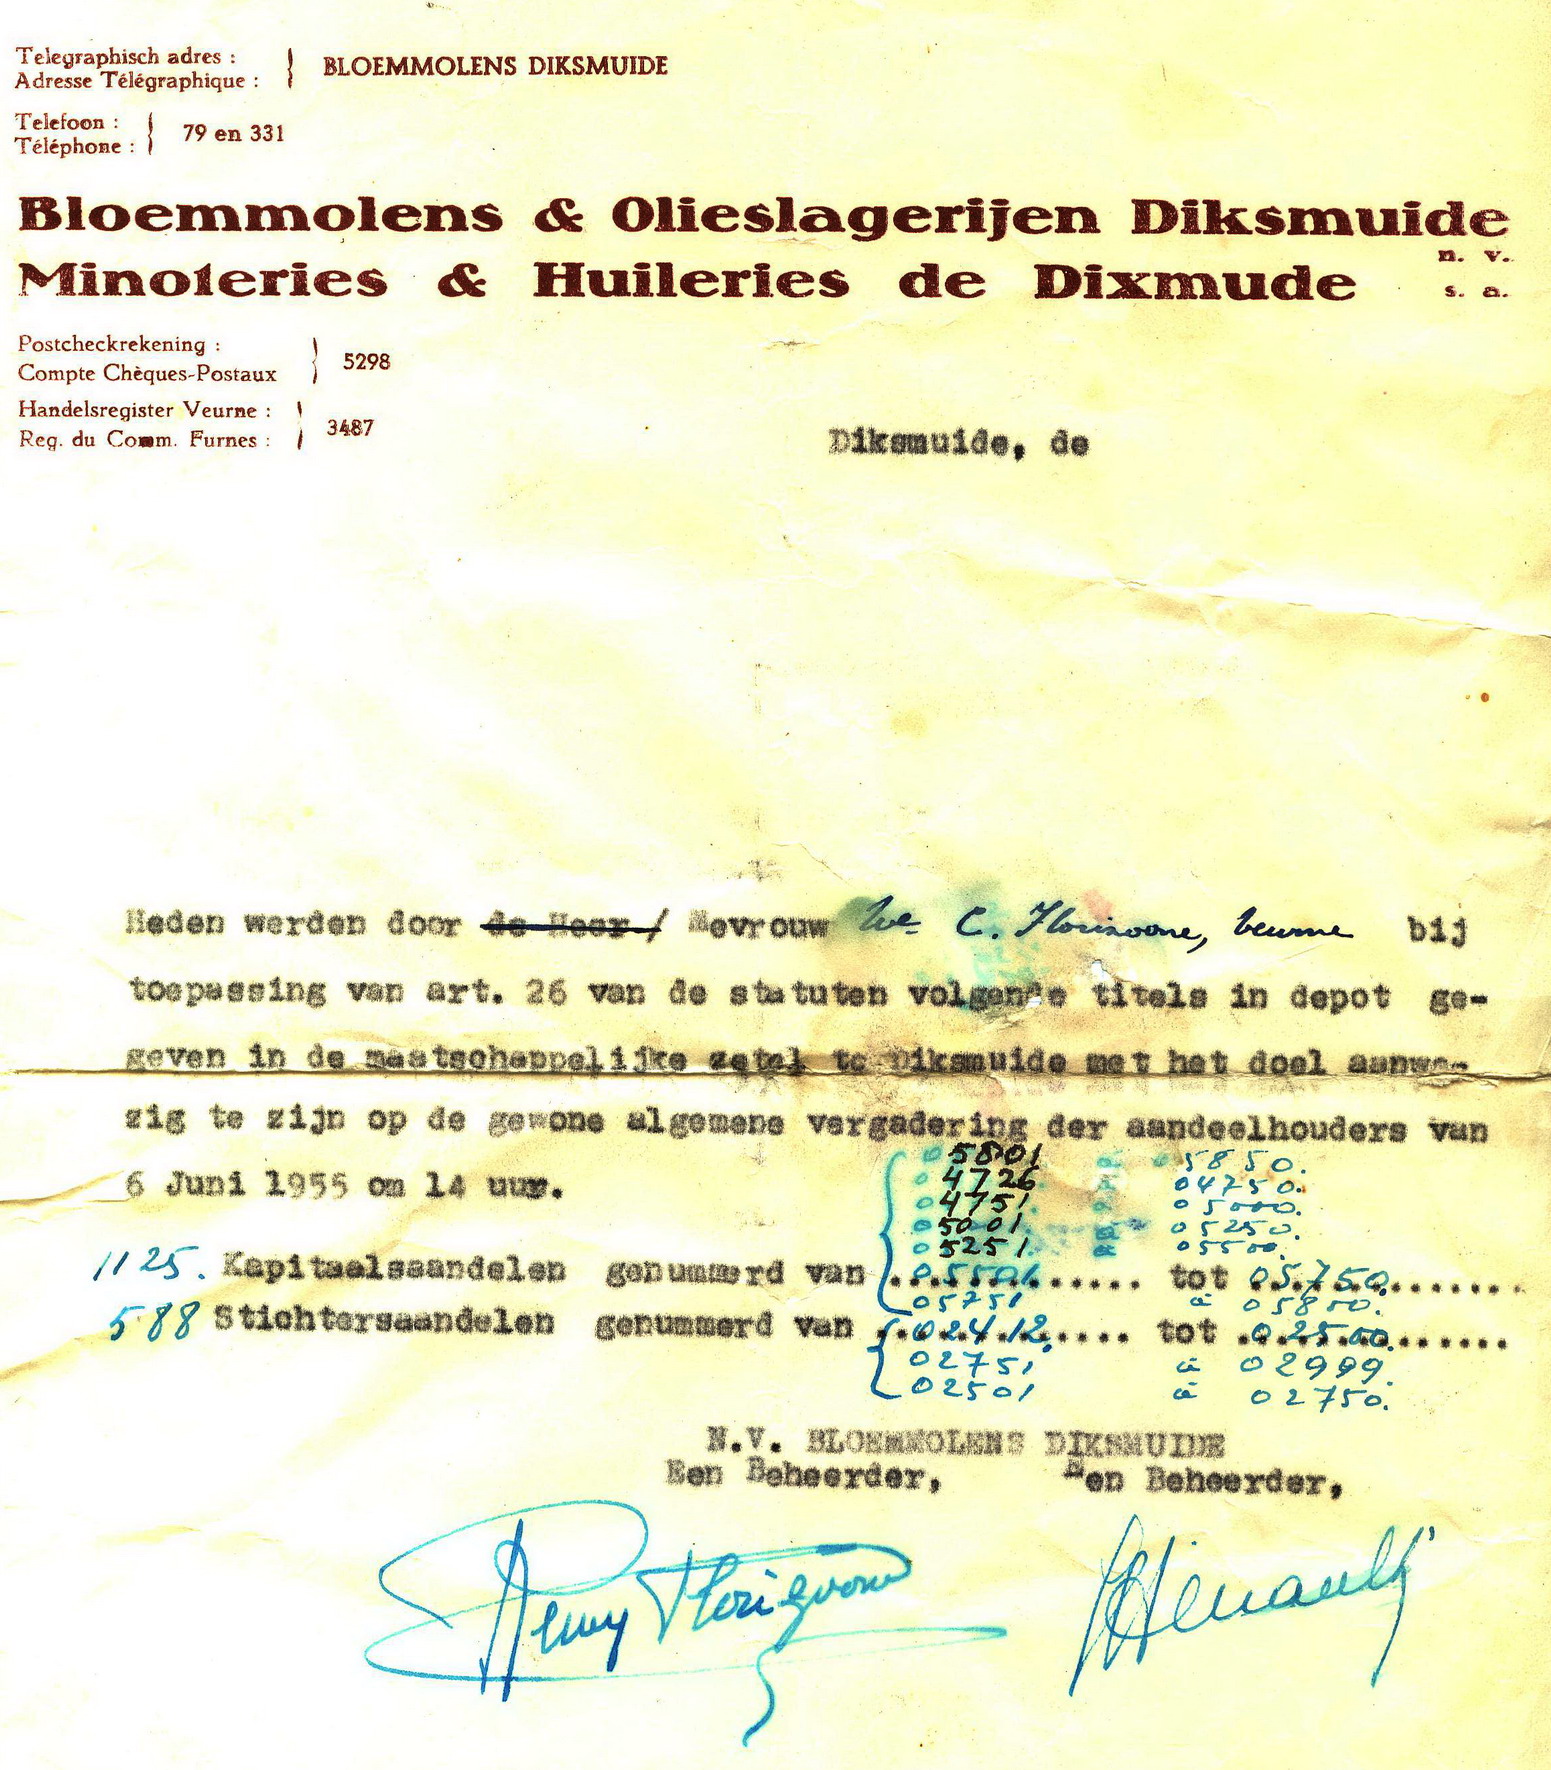 Telegraphisch adres :
Adresse Télégraphique :
BLOEMMOLENS DIKSMUIDE
Telefoon :
Téléphone :
79 en 331
Bloemmolens & Olieslagerijen Diksmuide
n. v.
Minoteries & Huileries de Dixmude
s. a.
Postcheckrekening :
Compte Chèques-Postaux
5298
Handelsregister Veurne :
Reg. du Comm. Furnes :
3487
Diksmuide, de
Heden werden door de Heer / Mevrouw We C. Florizoone, Veurne bij
toepassing van art. 26 van de statuten volgende titels in depot ge-
geven in de maatschappelijke zetel te Diksmuide met het doel aanwe-
zig te zijn op de gewone algemene vergadering der aandeelhouders van
05801 05850.
6 Juni 1955 om 14 uur.
04726 04750.
04751 05000.
05001 05250.
05251 05500.
1125. Kapitaalsaandelen genummerd van 05501 tot 05750.
05751 à 05800.
588 Stichtersaandelen genummerd van 02412. tot 02500.
02751 à 02999.
02501 à 02750.
N.V. BLOEMMOLENS DIKSMUIDE
Een Beheerder, Een Beheerder,
Remy Florizoone